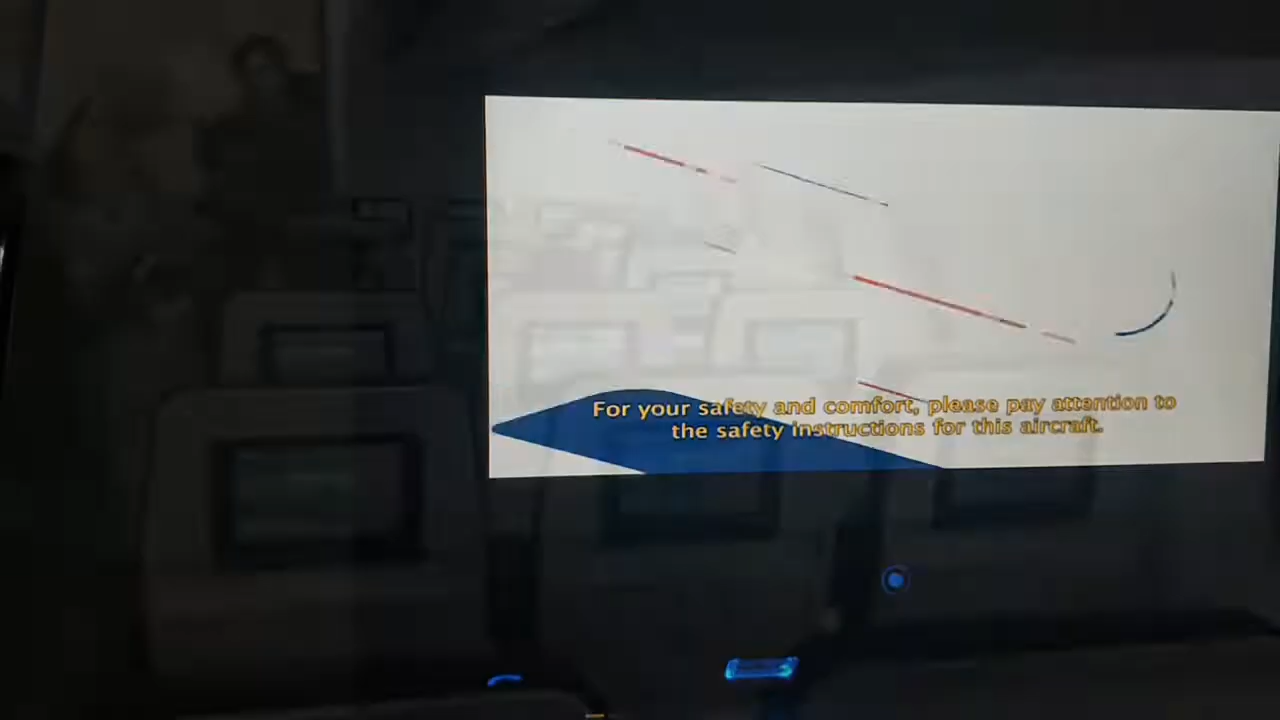 For your safety and comfort, please pay attention to
the safety instructions for this aircraft.